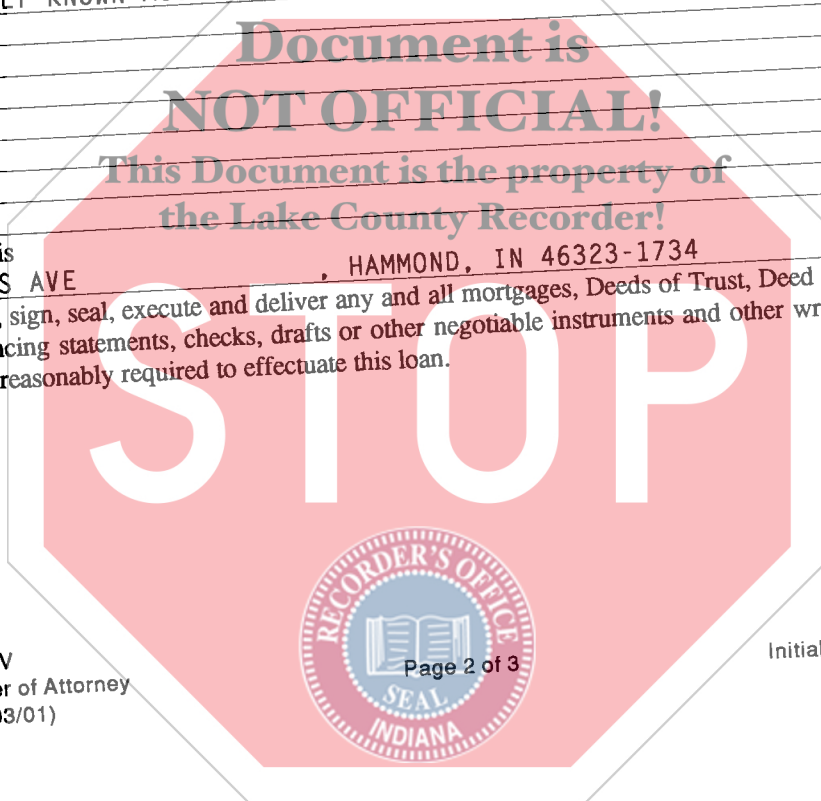 KNOWN
Document is
NOT OFFICIAL!
This Document is the property of
the Lake County Recorder!
is
S AVE , HAMMOND, IN 46323-1734
, sign, seal, execute and deliver any and all mortgages, Deeds of Trust, Deed
ncing statements, checks, drafts or other negotiable instruments and other wr
reasonably required to effectuate this loan.
STOP
RECORDER'S OFFICE
SEAL
INDIANA
V
Page 2 of 3
Initial
er of Attorney
03/01)